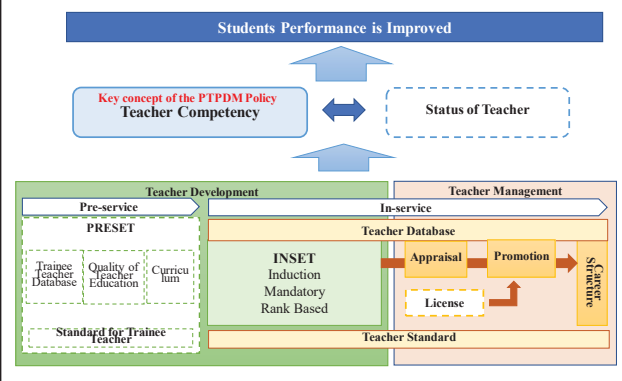 Students Performance is Improved
Key concept of the PTPDM Policy
Teacher Competency
Status of Teacher
Teacher Development
Teacher Management
Pre-service
In-service
PRESET
Teacher Database
Trainee
Teacher
Database
Quality of
Teacher
Education
Curric
ulum
INSET
Induction
Mandatory
Rank Based
Appraisal
Promotion
Career
Structure
License
Standard for Trainee
Teacher
Teacher Standard